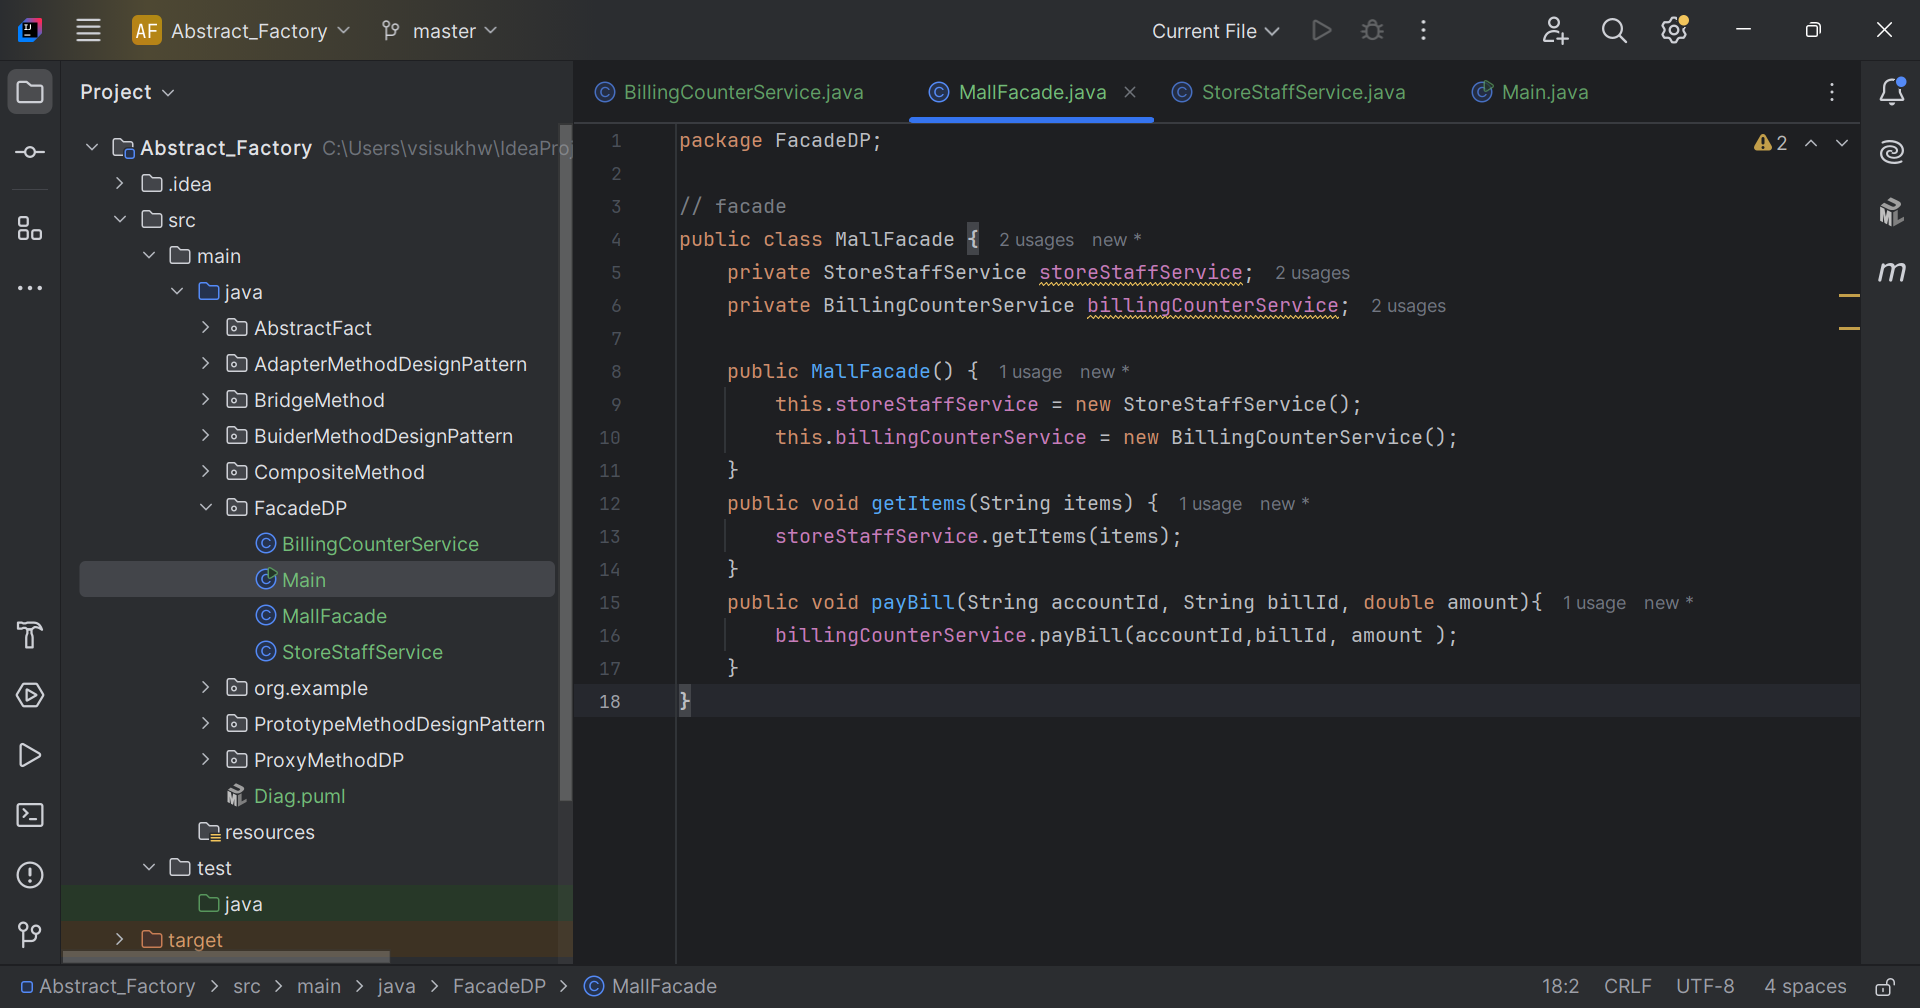 AF Abstract_Factory master Current File
Project
Abstract_Factory C:\Users\vsisukhw\IdeaProj
.idea
src
main
java
AbstractFact
AdapterMethodDesignPattern
BridgeMethod
BuiderMethodDesignPattern
CompositeMethod
FacadeDP
BillingCounterService
Main
MallFacade
StoreStaffService
org.example
PrototypeMethodDesignPattern
ProxyMethodDP
Diag.puml
resources
test
java
target
BillingCounterService.java MallFacade.java StoreStaffService.java Main.java
2
1 package FacadeDP;
2
3 // facade
4 public class MallFacade { 2 usages new *
5 private StoreStaffService storeStaffService; 2 usages
6 private BillingCounterService billingCounterService; 2 usages
7
8 public MallFacade() { 1 usage new *
9 this.storeStaffService = new StoreStaffService();
10 this.billingCounterService = new BillingCounterService();
11 }
12 public void getItems(String items) { 1 usage new *
13 storeStaffService.getItems(items);
14 }
15 public void payBill(String accountId, String billId, double amount){ 1 usage new *
16 billingCounterService.payBill(accountId,billId, amount );
17 }
18 }
m
Abstract_Factory > src > main > java > FacadeDP > MallFacade 18:2 CRLF UTF-8 4 spaces